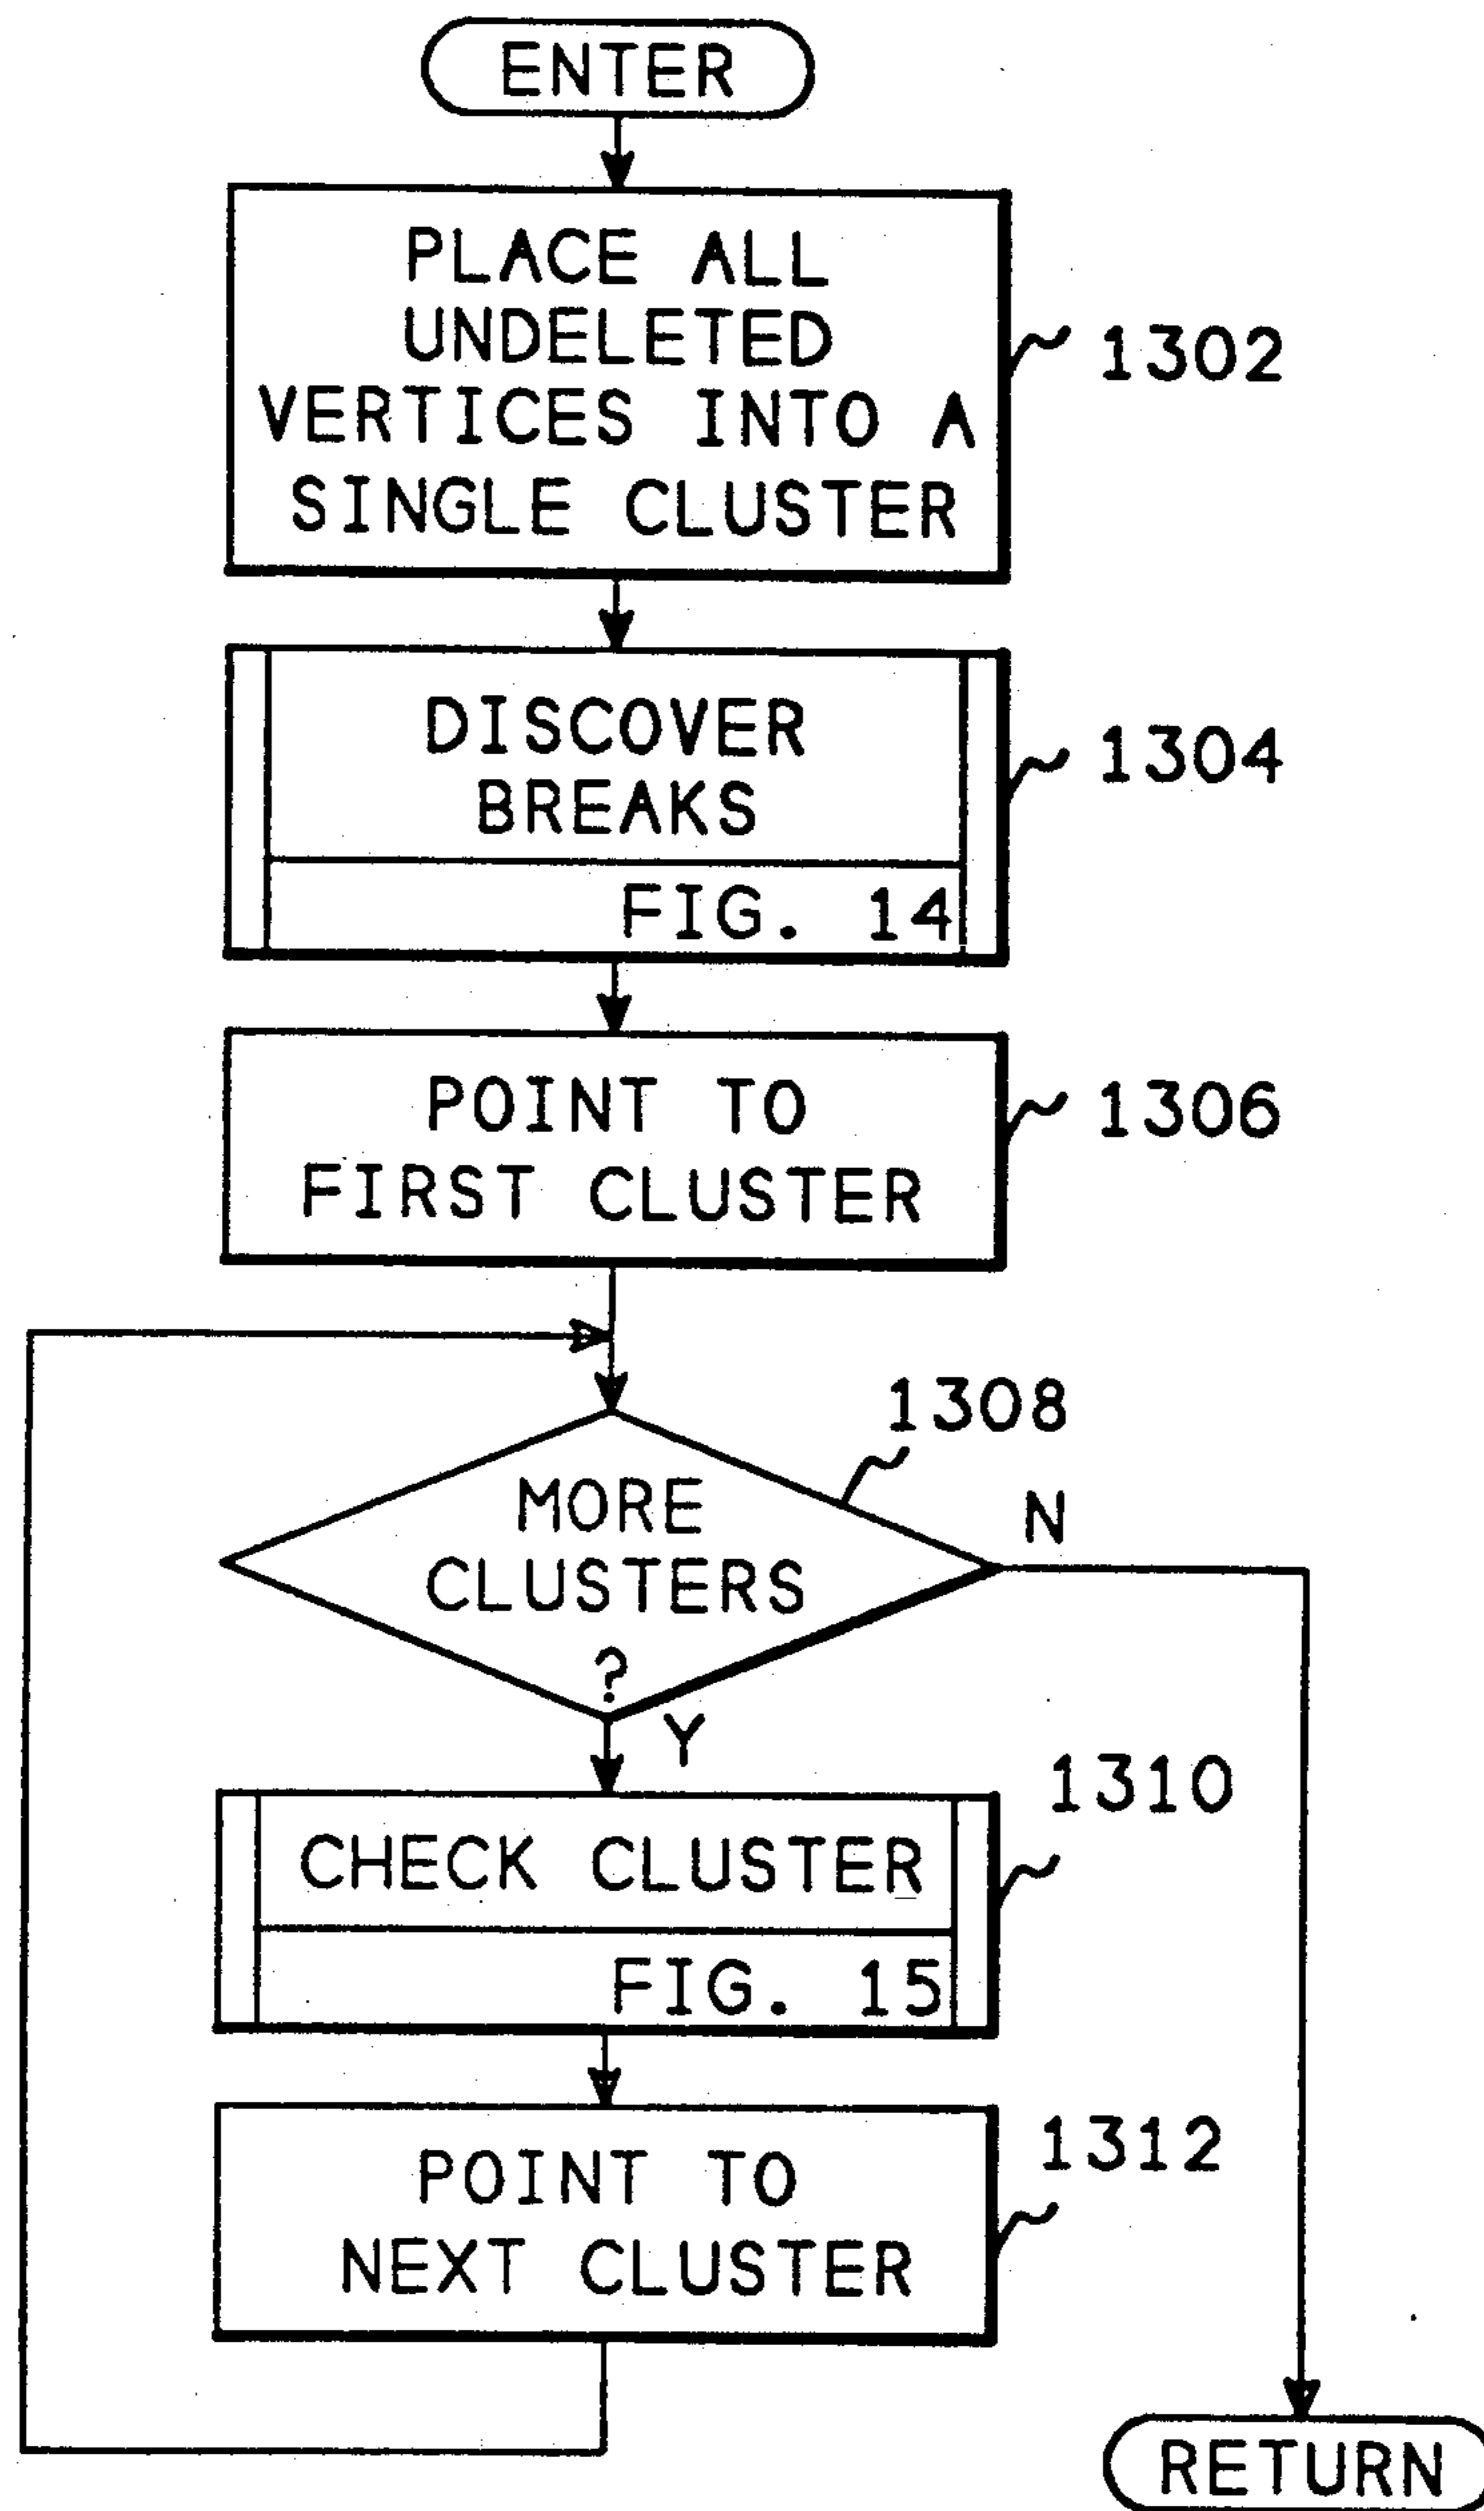 ENTER
PLACE ALL
UNDELETED
VERTICES INTO A
SINGLE CLUSTER
1302
DISCOVER
BREAKS
FIG. 14
1304
POINT TO
FIRST CLUSTER
1306
1308
MORE
CLUSTERS
?
N
Y
CHECK CLUSTER
FIG. 15
1310
POINT TO
NEXT CLUSTER
1312
RETURN